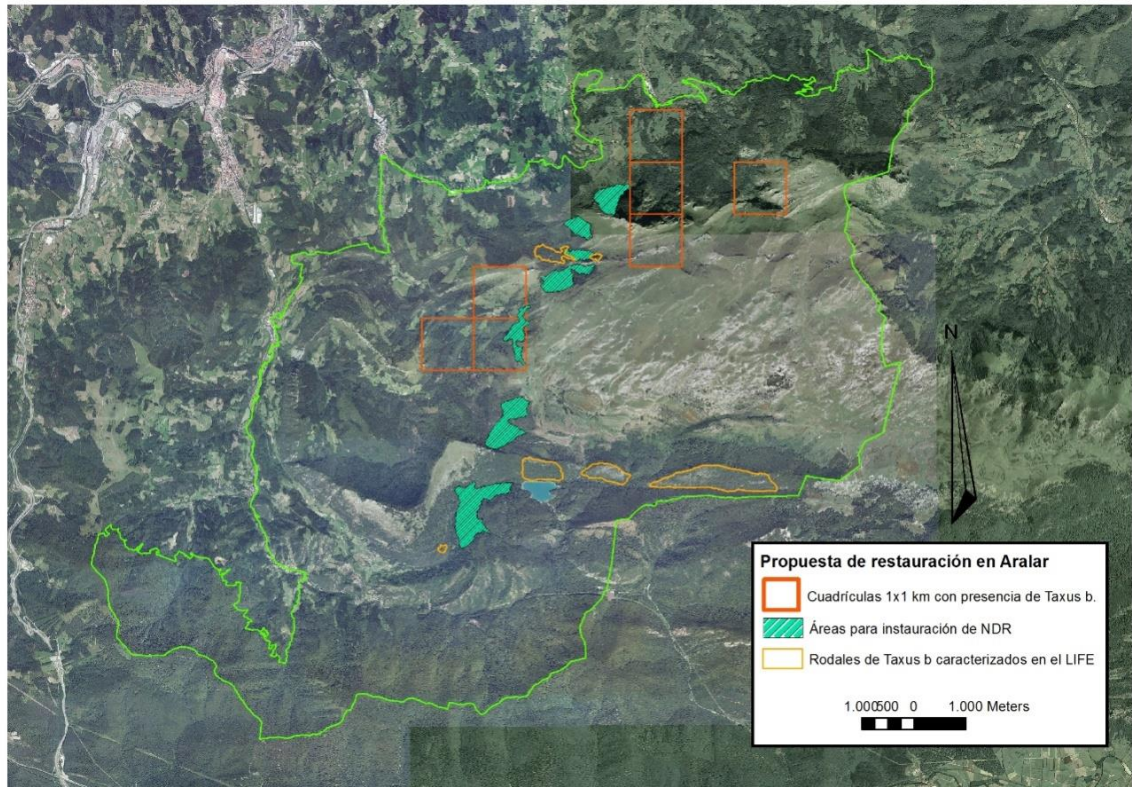 N
Propuesta de restauración en Aralar
Cuadrículas 1x1 km con presencia de Taxus b.
Áreas para instauración de NDR
Rodales de Taxus b caracterizados en el LIFE
1.000500 0 1.000 Meters